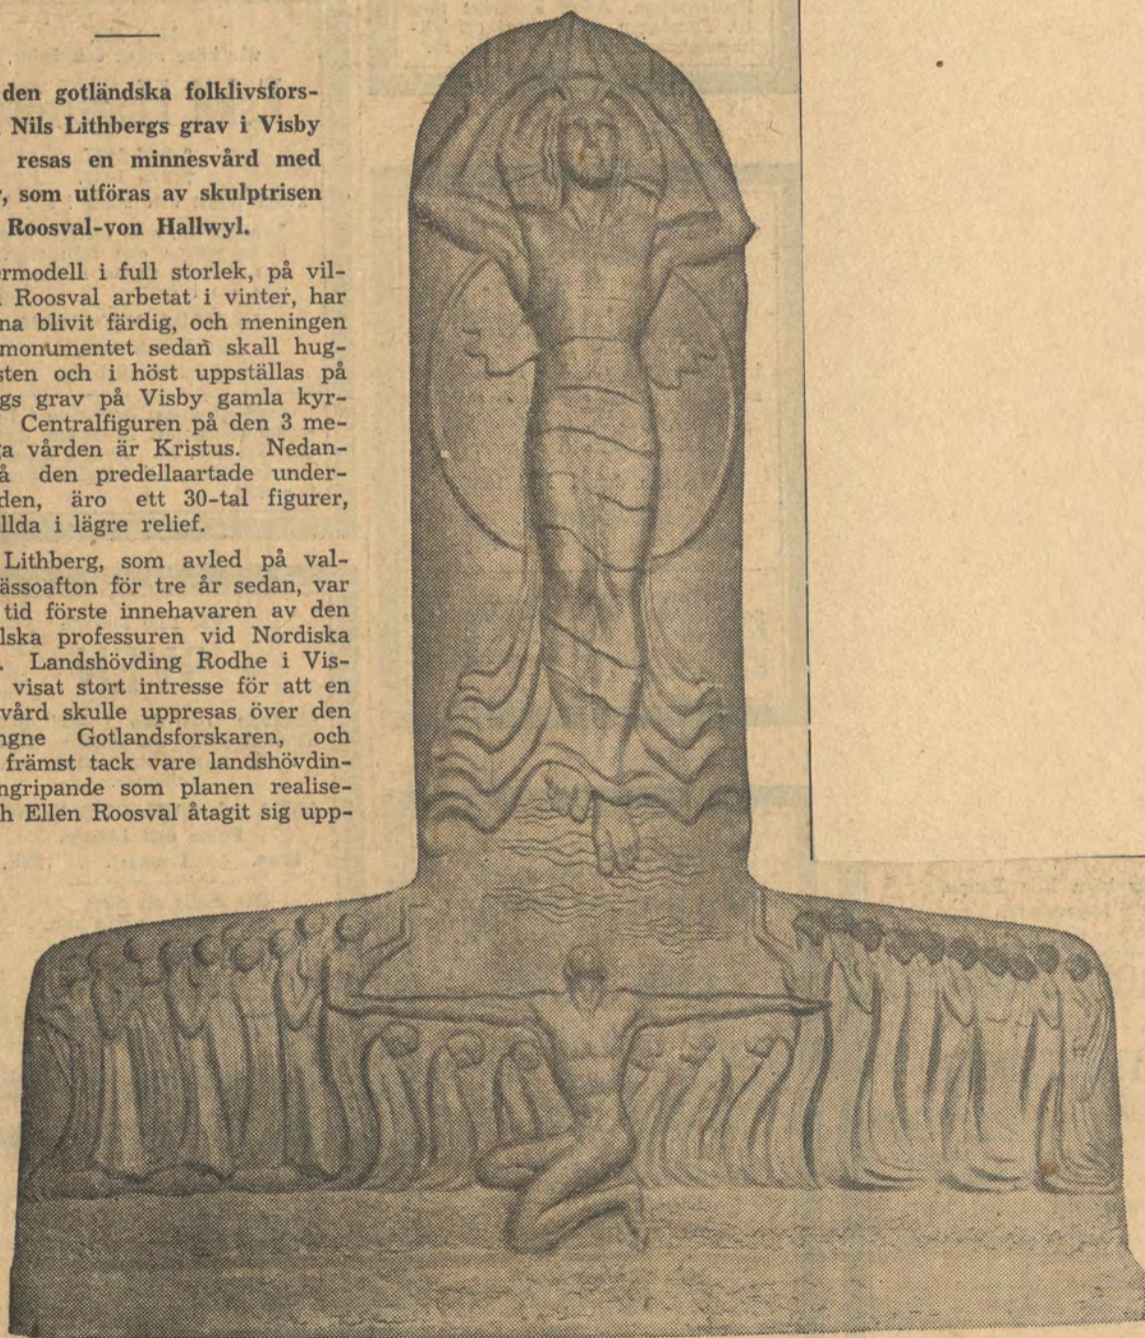 den gotländska folklivsfors-
Nils Lithbergs grav i Visby
resas en minnesvård med
som utföras av skulptrisen
Roosval-von Hallwyl.
ermodell i full storlek, på vil-
Roosval arbetat i vinter, har
na blivit färdig, och meningen
monumentet sedan skall hug-
sten och i höst uppställas på
gs grav på Visby gamla kyr-
Centralfiguren på den 3 me-
ga vården är Kristus. Nedan-
å den predellaartade under-
den, äro ett 30-tal figurer,
llda i lägre relief.
Lithberg, som avled på val-
ässoafton för tre år sedan, var
tid förste innehavaren av den
lska professuren vid Nordiska
Landshövding Rodhe i Vis-
visat stort intresse för att en
vård skulle uppresas över den
ngne Gotlandsforskaren, och
främst tack vare landshövdin-
ngripande som planen realise-
h Ellen Roosval åtagit sig upp-